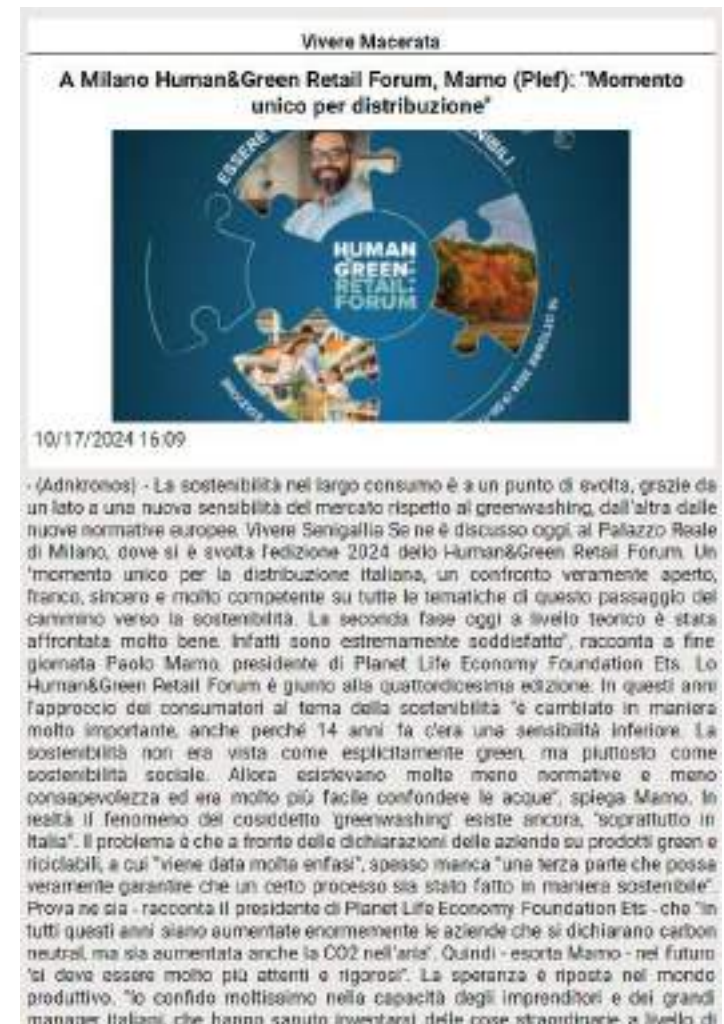 Vivere Macerata
A Milano Human&Green Retail Forum, Mamo (Plef): "Momento
unico per distribuzione"
ESSERE
NIBILI
HUMAN
GREEN
RETAIL
FORUM
10/17/2024 16:09
- (Adnkronos) - La sostenibilità nel largo consumo è a un punto di svolta, grazie da
un lato a una nuova sensibilità del mercato rispetto al greenwashing, dall'altra dalle
nuove normative europee. Vivere Senigallia Se ne è discusso oggi, al Palazzo Reale
di Milano, dove si è svolta l'edizione 2024 dello Human&Green Retail Forum. Un
"momento unico per la distribuzione italiana, un confronto veramente aperto,
franco, sincero e molto competente su tutte le tematiche di questo passaggio del
cammino verso la sostenibilità. La seconda fase oggi a livello teorico è stata
affrontata molto bene. Infatti sono estremamente soddisfatto", racconta a fine
giornata Paolo Mamo, presidente di Planet Life Economy Foundation Ets. Lo
Human&Green Retail Forum è giunto alla quattordicesima edizione. In questi anni
l'approccio dei consumatori al tema della sostenibilità "è cambiato in maniera
molto importante, anche perché 14 anni fa c'era una sensibilità inferiore. La
sostenibilità non era vista come esplicitamente green, ma piuttosto come
sostenibilità sociale. Allora esistevano molte meno normative e meno
consapevolezza ed era molto più facile confondere le acque", spiega Mamo. In
realtà il fenomeno del cosiddetto 'greenwashing' esiste ancora, "soprattutto in
Italia". Il problema è che a fronte delle dichiarazioni delle aziende su prodotti green e
riciclabili, a cui "viene data molta enfasi", spesso manca "una terza parte che possa
veramente garantire che un certo processo sia stato fatto in maniera sostenibile".
Prova ne sia - racconta il presidente di Planet Life Economy Foundation Ets - che "in
tutti questi anni siano aumentate enormemente le aziende che si dichiarano carbon
neutral, ma sia aumentata anche la CO2 nell'aria". Quindi - esorta Mamo - nel futuro
"si deve essere molto più attenti e rigorosi". La speranza è riposta nel mondo
produttivo. "Io confido moltissimo nella capacità degli imprenditori e dei grandi
manager italiani, che hanno saputo inventarsi delle cose straordinarie a livello di